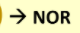 → NOR